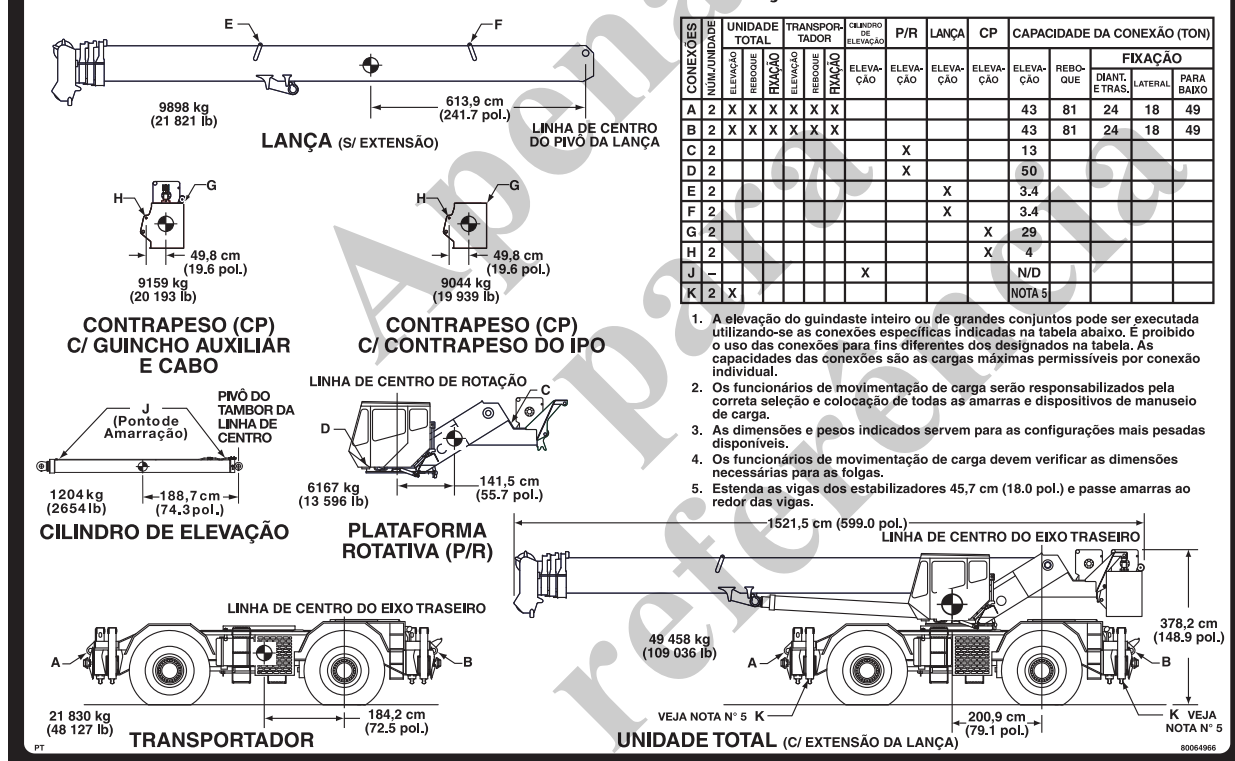 E
F
9898 kg
(21 821 lb)
613,9 cm
(241.7 pol.)
LINHA DE CENTRO
DO PIVÔ DA LANÇA
LANÇA (S/ EXTENSÃO)
H
G
49,8 cm
(19.6 pol.)
9159 kg
(20 193 lb)
CONTRAPESO (CP)
C/ GUINCHO AUXILIAR
E CABO
H
G
49,8 cm
(19.6 pol.)
9044 kg
(19 939 lb)
CONTRAPESO (CP)
C/ CONTRAPESO DO IPO
J
(Ponto de
Amarração)
PIVÔ DO
TAMBOR DA
LINHA DE
CENTRO
1204 kg
(2654 lb)
188,7 cm
(74.3 pol.)
CILINDRO DE ELEVAÇÃO
LINHA DE CENTRO DE ROTAÇÃO
C
D
6167 kg
(13 596 lb)
141,5 cm
(55.7 pol.)
PLATAFORMA
ROTATIVA (P/R)
LINHA DE CENTRO DO EIXO TRASEIRO
A
B
21 830 kg
(48 127 lb)
184,2 cm
(72.5 pol.)
TRANSPORTADOR
PT
CONEXÕES
NÚM./UNIDADE
UNIDADE TOTAL
TRANSPOR-TADOR
CILINDRO DE ELEVAÇÃO
P/R
LANÇA
CP
CAPACIDADE DA CONEXÃO (TON)
ELEVAÇÃO REBOQUE FIXAÇÃO ELEVAÇÃO REBOQUE FIXAÇÃO ELEVA-ÇÃO ELEVA-ÇÃO ELEVA-ÇÃO ELEVA-ÇÃO ELEVA-ÇÃO REBO-QUE
FIXAÇÃO
DIANT. E TRAS. LATERAL PARA BAIXO
A 2 X X X X X X 43 81 24 18 49
B 2 X X X X X X 43 81 24 18 49
C 2 X 13
D 2 X 50
E 2 X 3.4
F 2 X 3.4
G 2 X 29
H 2 X 4
J – X N/D
K 2 X NOTA 5
1. A elevação do guindaste inteiro ou de grandes conjuntos pode ser executada
utilizando-se as conexões específicas indicadas na tabela abaixo. É proibido
o uso das conexões para fins diferentes dos designados na tabela. As
capacidades das conexões são as cargas máximas permissíveis por conexão
individual.
2. Os funcionários de movimentação de carga serão responsabilizados pela
correta seleção e colocação de todas as amarras e dispositivos de manuseio
de carga.
3. As dimensões e pesos indicados servem para as configurações mais pesadas
disponíveis.
4. Os funcionários de movimentação de carga devem verificar as dimensões
necessárias para as folgas.
5. Estenda as vigas dos estabilizadores 45,7 cm (18.0 pol.) e passe amarras ao
redor das vigas.
1521,5 cm (599.0 pol.)
LINHA DE CENTRO DO EIXO TRASEIRO
378,2 cm
(148.9 pol.)
49 458 kg
(109 036 lb)
A
B
VEJA NOTA N° 5 K
200,9 cm
(79.1 pol.)
K VEJA
NOTA N° 5
UNIDADE TOTAL (C/ EXTENSÃO DA LANÇA)
80064966
Apenas
para
referência